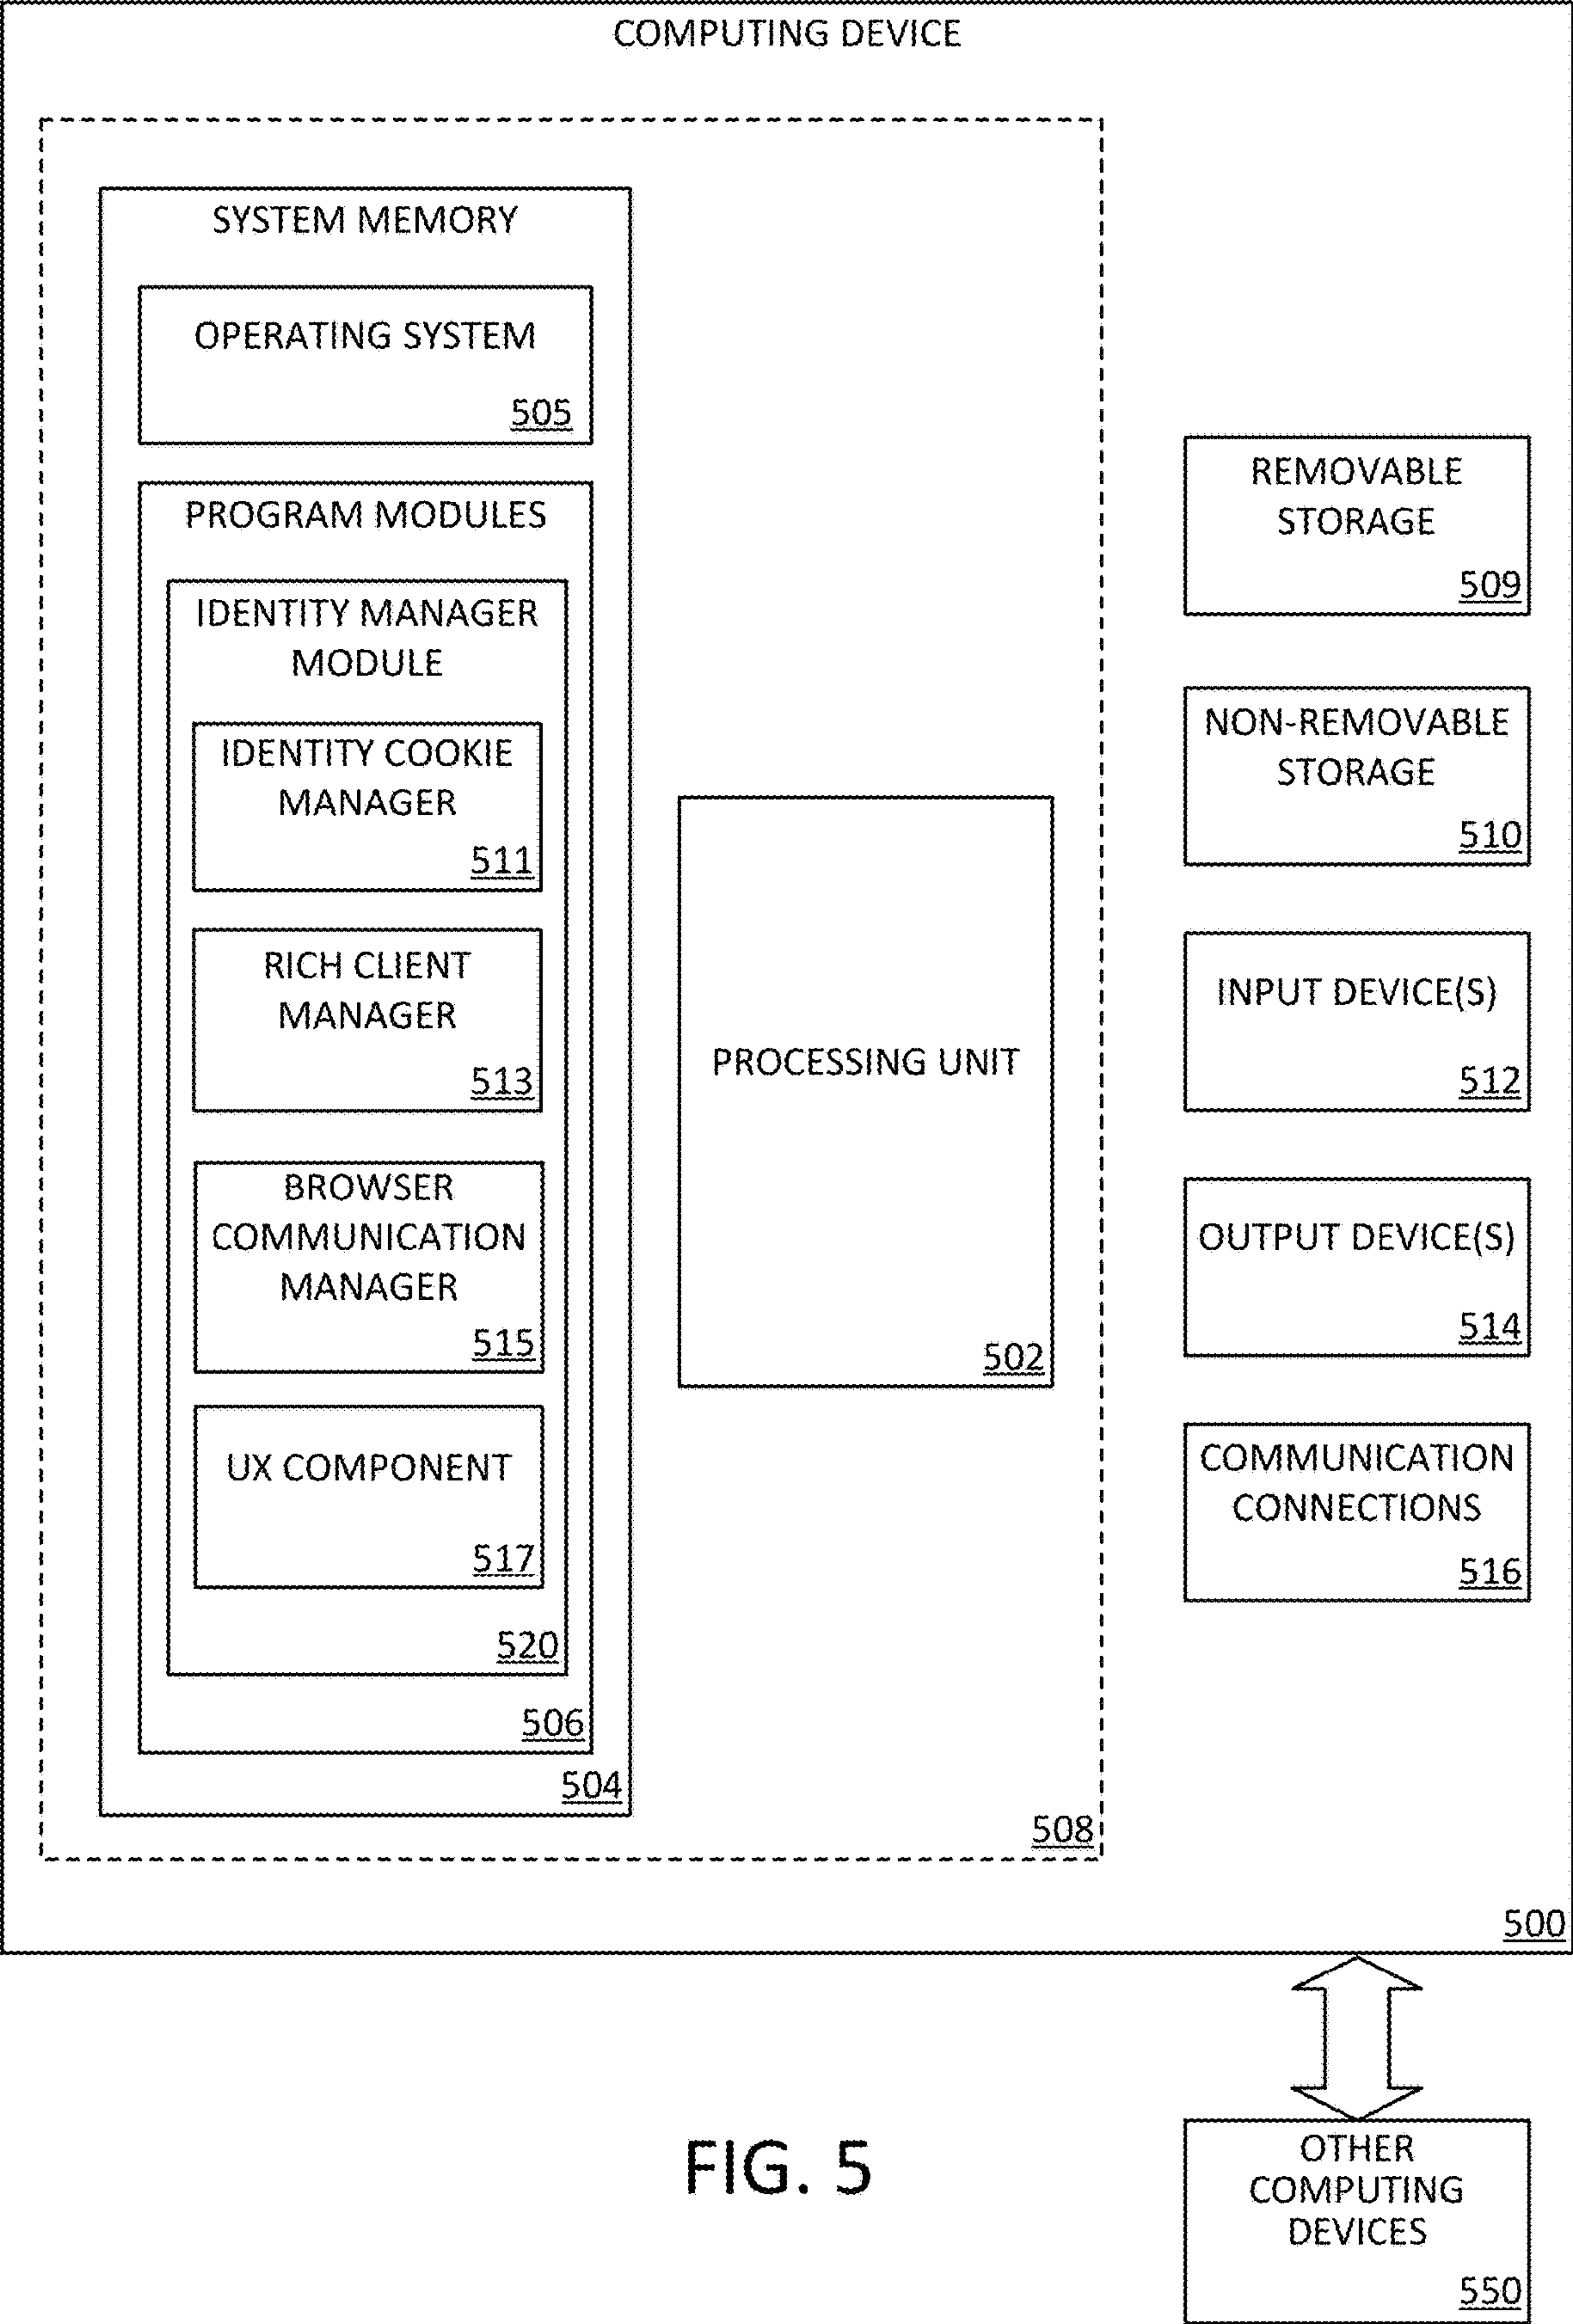 COMPUTING DEVICE
SYSTEM MEMORY
OPERATING SYSTEM
505
PROGRAM MODULES
IDENTITY MANAGER
MODULE
IDENTITY COOKIE
MANAGER
511
RICH CLIENT
MANAGER
513
BROWSER
COMMUNICATION
MANAGER
515
UX COMPONENT
517
520
506
504
PROCESSING UNIT
502
508
REMOVABLE
STORAGE
509
NON-REMOVABLE
STORAGE
510
INPUT DEVICE(S)
512
OUTPUT DEVICE(S)
514
COMMUNICATION
CONNECTIONS
516
500
OTHER
COMPUTING
DEVICES
550
FIG. 5